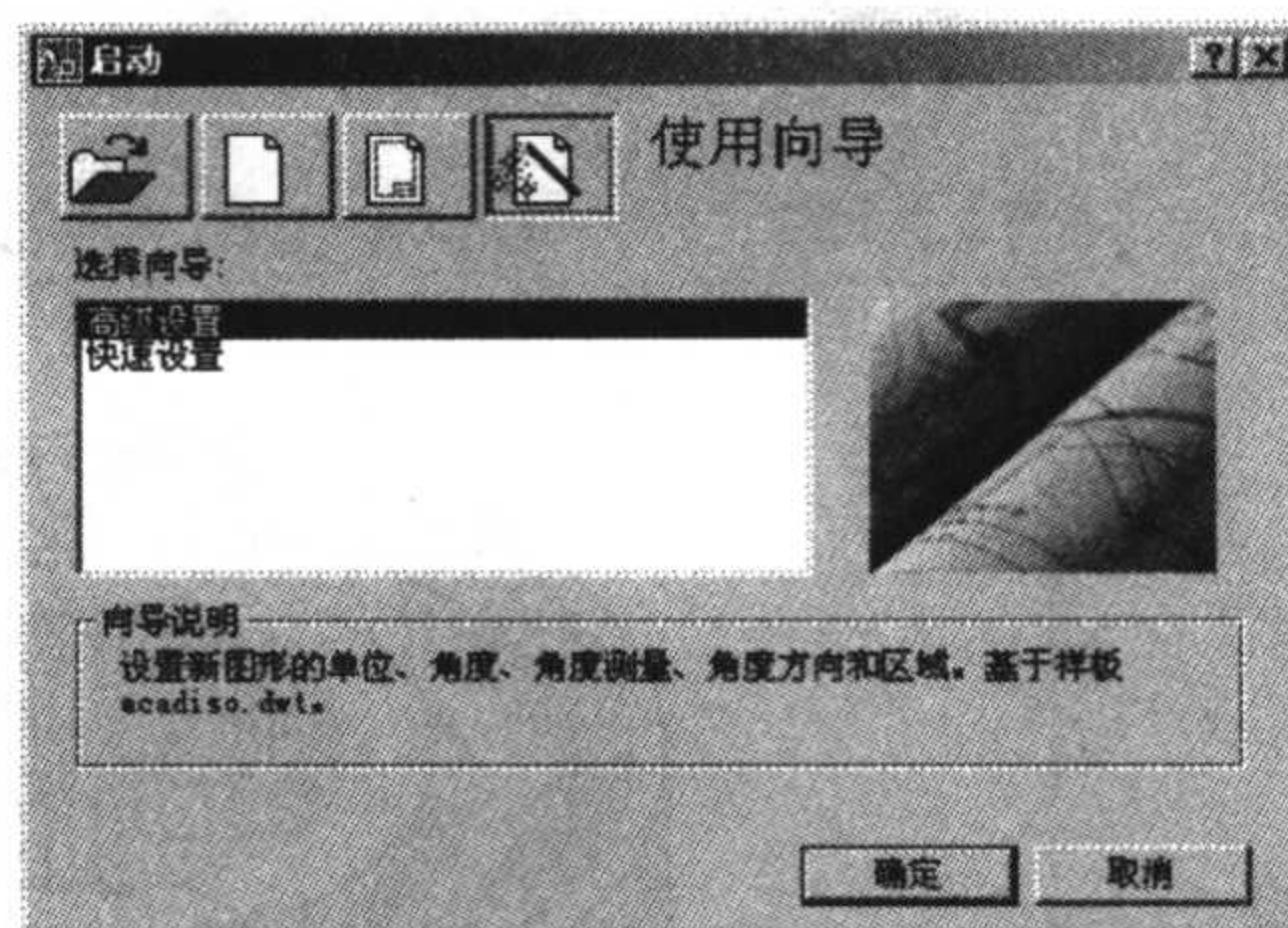 启动
使用向导
选择向导:
高级设置
快速设置
向导说明
设置新图形的单位、角度、角度测量、角度方向和区域。基于样板
acadiso.dwt。
确定
取消